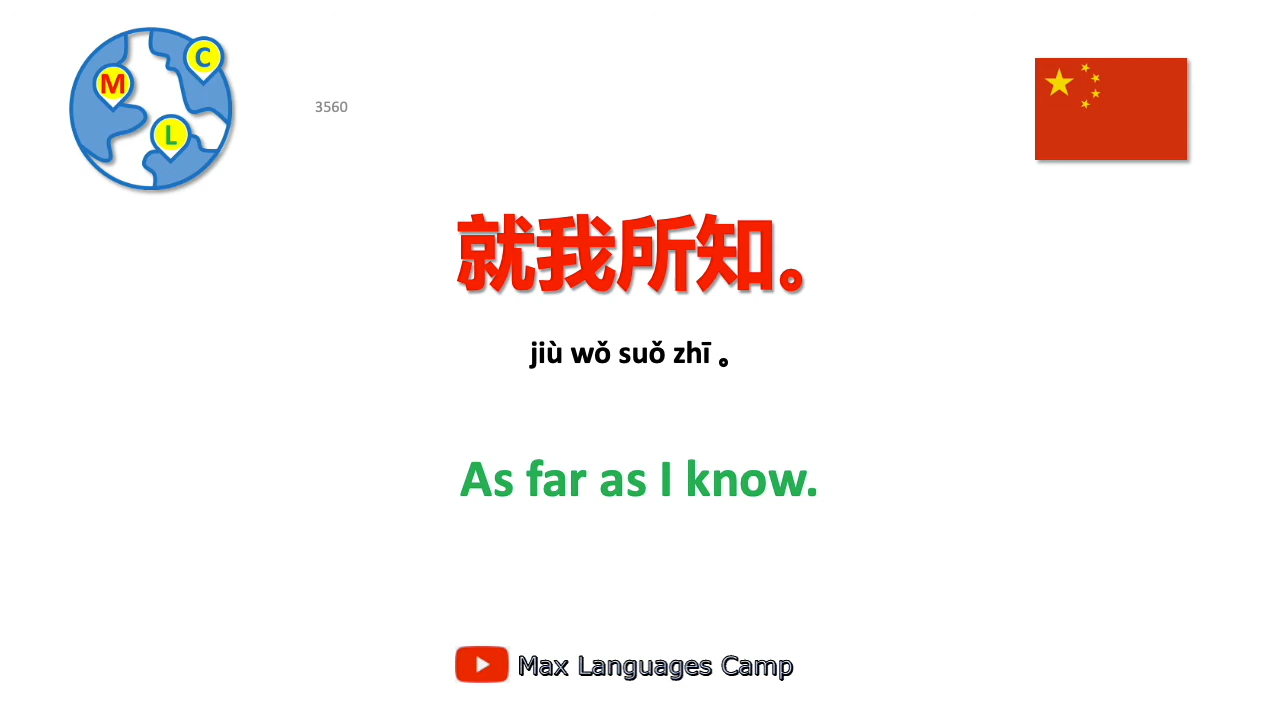 M
C
L
3560
就我所知。
jiù wǒ suǒ zhī 。
As far as I know.
Max Languages Camp